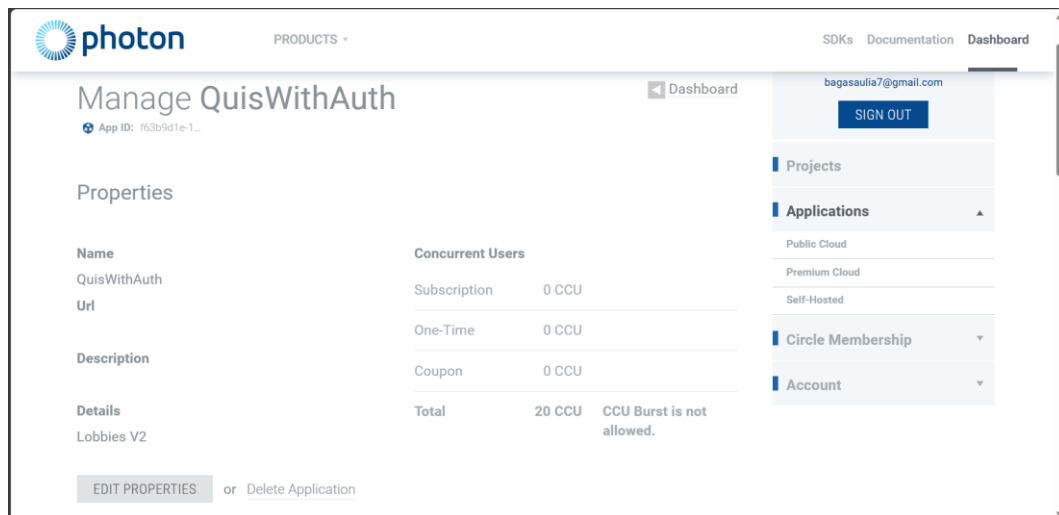 photon
PRODUCTS
SDKs Documentation Dashboard
Manage QuisWithAuth
Dashboard
App ID: f63b9d1e-1...
bagasaulia7@gmail.com
SIGN OUT
Projects
Applications
Public Cloud
Premium Cloud
Self-Hosted
Circle Membership
Account
Properties
Name
QuisWithAuth
Url
Description
Details
Lobbies V2
Concurrent Users
Subscription 0 CCU
One-Time 0 CCU
Coupon 0 CCU
Total 20 CCU CCU Burst is not
allowed.
EDIT PROPERTIES or Delete Application